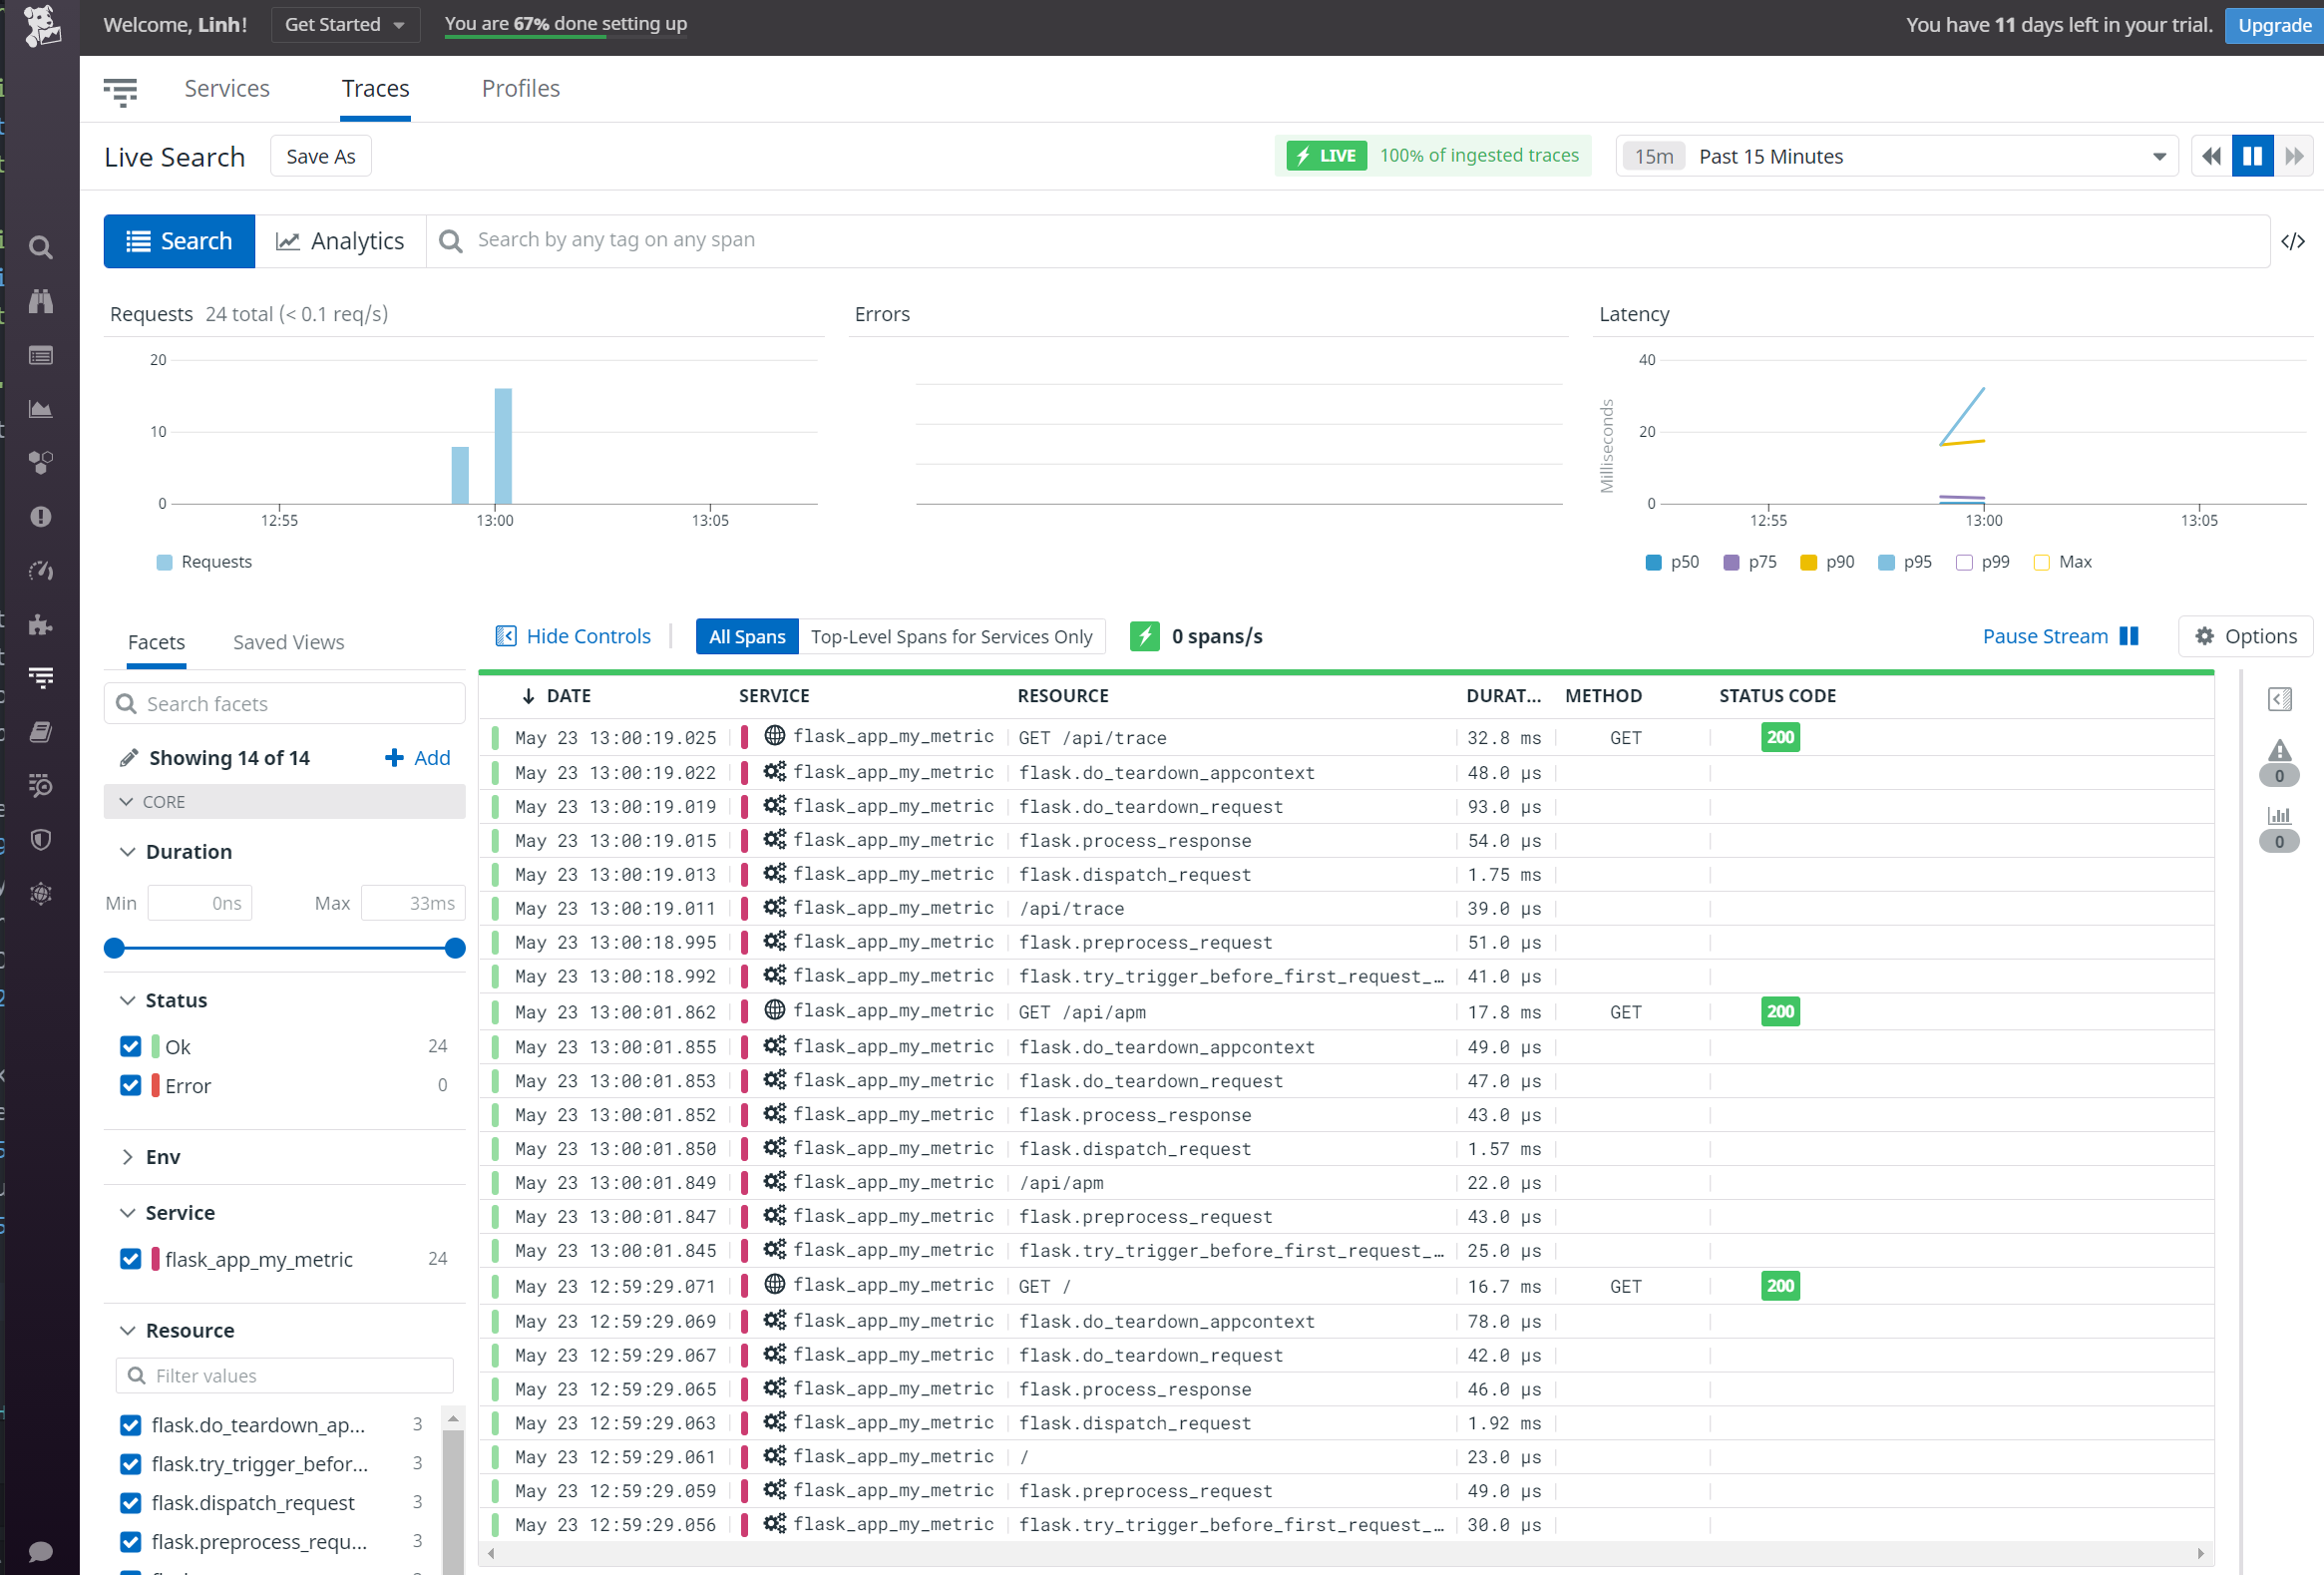 Welcome, Linh! Get Started You are 67% done setting up You have 11 days left in your trial. Upgrade
Services Traces Profiles
Live Search Save As LIVE 100% of ingested traces 15m Past 15 Minutes
Search Analytics Search by any tag on any span </>
Requests 24 total (< 0.1 req/s)
20
10
0
12:55 13:00 13:05
Requests
Errors
Latency
Milliseconds
40
20
0
12:55 13:00 13:05
p50 p75 p90 p95 p99 Max
Facets Saved Views
Search facets
Showing 14 of 14 Add
CORE
Duration
Min 0ns Max 33ms
Status
Ok 24
Error 0
Env
Service
flask_app_my_metric 24
Resource
Filter values
flask.do_teardown_ap... 3
flask.try_trigger_befor... 3
flask.dispatch_request 3
flask.preprocess_requ... 3
Hide Controls All Spans Top-Level Spans for Services Only 0 spans/s Pause Stream Options
DATE SERVICE RESOURCE DURAT... METHOD STATUS CODE
May 23 13:00:19.025 flask_app_my_metric GET /api/trace 32.8 ms GET 200
May 23 13:00:19.022 flask_app_my_metric flask.do_teardown_appcontext 48.0 µs
May 23 13:00:19.019 flask_app_my_metric flask.do_teardown_request 93.0 µs
May 23 13:00:19.015 flask_app_my_metric flask.process_response 54.0 µs
May 23 13:00:19.013 flask_app_my_metric flask.dispatch_request 1.75 ms
May 23 13:00:19.011 flask_app_my_metric /api/trace 39.0 µs
May 23 13:00:18.995 flask_app_my_metric flask.preprocess_request 51.0 µs
May 23 13:00:18.992 flask_app_my_metric flask.try_trigger_before_first_request_… 41.0 µs
May 23 13:00:01.862 flask_app_my_metric GET /api/apm 17.8 ms GET 200
May 23 13:00:01.855 flask_app_my_metric flask.do_teardown_appcontext 49.0 µs
May 23 13:00:01.853 flask_app_my_metric flask.do_teardown_request 47.0 µs
May 23 13:00:01.852 flask_app_my_metric flask.process_response 43.0 µs
May 23 13:00:01.850 flask_app_my_metric flask.dispatch_request 1.57 ms
May 23 13:00:01.849 flask_app_my_metric /api/apm 22.0 µs
May 23 13:00:01.847 flask_app_my_metric flask.preprocess_request 43.0 µs
May 23 13:00:01.845 flask_app_my_metric flask.try_trigger_before_first_request_… 25.0 µs
May 23 12:59:29.071 flask_app_my_metric GET / 16.7 ms GET 200
May 23 12:59:29.069 flask_app_my_metric flask.do_teardown_appcontext 78.0 µs
May 23 12:59:29.067 flask_app_my_metric flask.do_teardown_request 42.0 µs
May 23 12:59:29.065 flask_app_my_metric flask.process_response 46.0 µs
May 23 12:59:29.063 flask_app_my_metric flask.dispatch_request 1.92 ms
May 23 12:59:29.061 flask_app_my_metric / 23.0 µs
May 23 12:59:29.059 flask_app_my_metric flask.preprocess_request 49.0 µs
May 23 12:59:29.056 flask_app_my_metric flask.try_trigger_before_first_request_… 30.0 µs
0
0